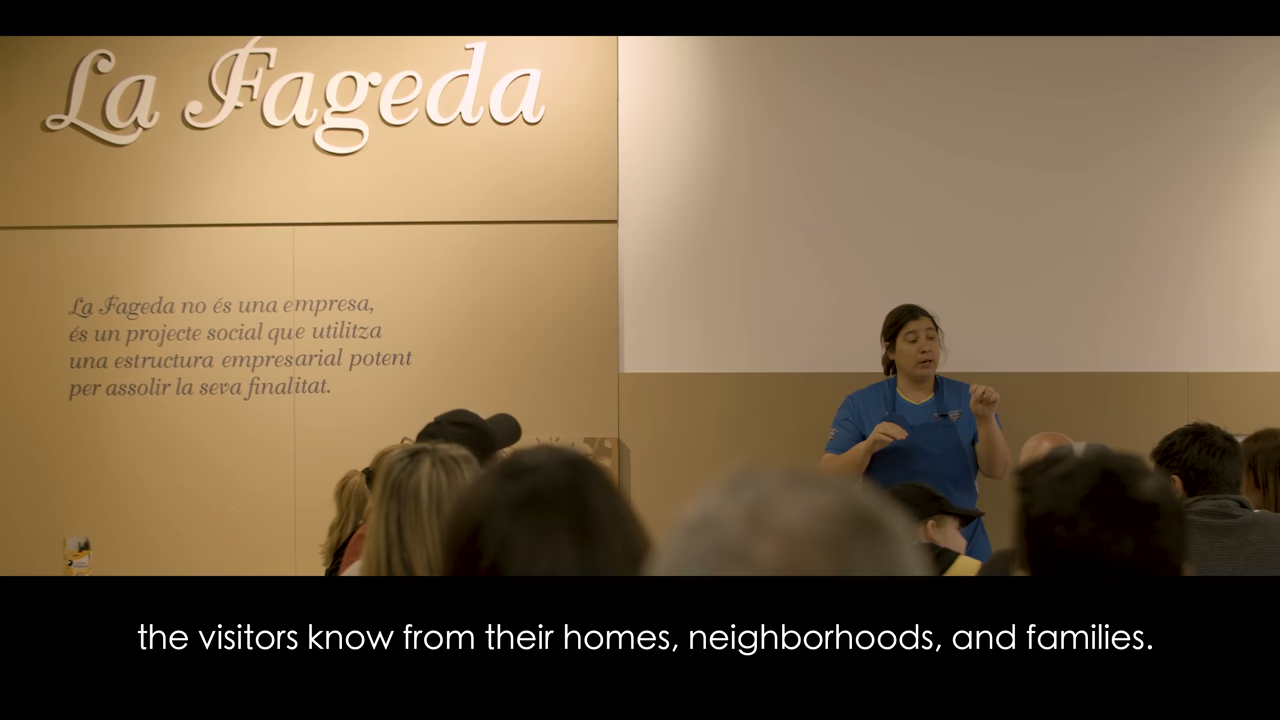 La Fageda
La Fageda no és una empresa,
és un projecte social que utilitza
una estructura empresarial potent
per assolir la seva finalitat.
the visitors know from their homes, neighborhoods, and families.